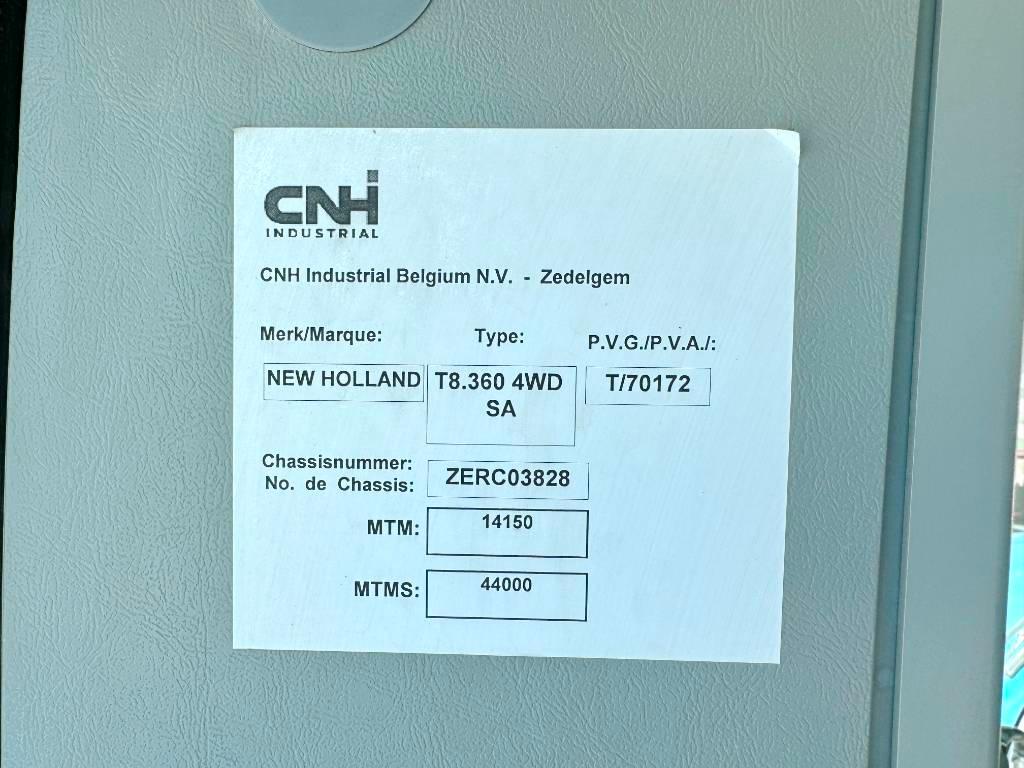 CNH
INDUSTRIAL
CNH Industrial Belgium N.V. - Zedelgem
Merk/Marque: Type: P.V.G./P.V.A./:
NEW HOLLAND T8.360 4WD T/70172
SA
Chassisnummer:
No. de Chassis: ZERC03828
MTM: 14150
MTMS: 44000